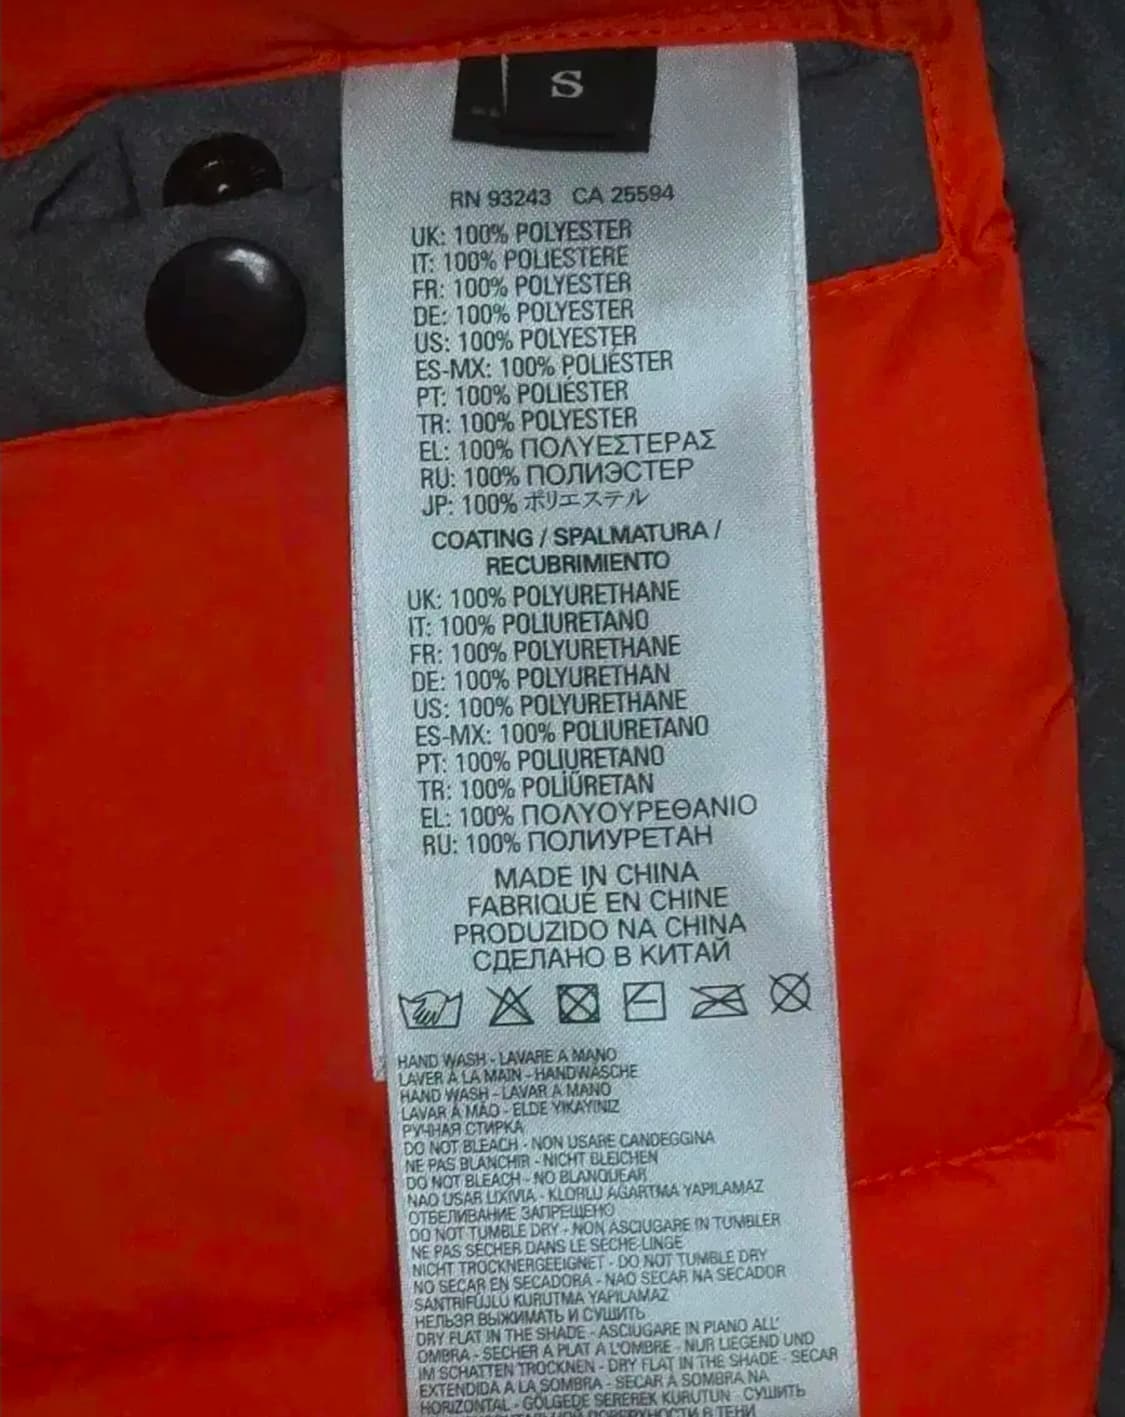 S
RN 93243 CA 25594
UK: 100% POLYESTER
IT: 100% POLIESTERE
FR: 100% POLYESTER
DE: 100% POLYESTER
US: 100% POLYESTER
ES-MX: 100% POLIÉSTER
PT: 100% POLIÉSTER
TR: 100% POLYESTER
EL: 100% ΠΟΛΥΕΣΤΕΡΑΣ
RU: 100% ПОЛИЭСТЕР
JP: 100% ポリエステル
COATING / SPALMATURA /
RECUBRIMIENTO
UK: 100% POLYURETHANE
IT: 100% POLIURETANO
FR: 100% POLYURETHANE
DE: 100% POLYURETHAN
US: 100% POLYURETHANE
ES-MX: 100% POLIURETANO
PT: 100% POLIURETANO
TR: 100% POLİÜRETAN
EL: 100% ΠΟΛΥΟΥΡΕΘΑΝΙΟ
RU: 100% ПОЛИУРЕТАН
MADE IN CHINA
FABRIQUÉ EN CHINE
PRODUZIDO NA CHINA
СДЕЛАНО В КИТАЙ
HAND WASH - LAVARE A MANO
LAVER À LA MAIN - HANDWÄSCHE
HAND WASH - LAVAR A MANO
LAVAR À MÃO - ELDE YIKAYINIZ
РУЧНАЯ СТИРКА
DO NOT BLEACH - NON USARE CANDEGGINA
NE PAS BLANCHIR - NICHT BLEICHEN
DO NOT BLEACH - NO BLANQUEAR
NAO USAR LIXIVIA - KLORLU AĞARTMA YAPILAMAZ
ОТБЕЛИВАНИЕ ЗАПРЕЩЕНО
DO NOT TUMBLE DRY - NON ASCIUGARE IN TUMBLER
NE PAS SÉCHER DANS LE SÈCHE-LINGE
NICHT TROCKNERGEEIGNET - DO NOT TUMBLE DRY
NO SECAR EN SECADORA - NAO SECAR NA SECADOR
SANTRİFÜJLÜ KURUTMA YAPILAMAZ
НЕЛЬЗЯ ВЫЖИМАТЬ И СУШИТЬ
DRY FLAT IN THE SHADE - ASCIUGARE IN PIANO ALL'
OMBRA - SECHER A PLAT A L'OMBRE - NUR LIEGEND UND
IM SCHATTEN TROCKNEN - DRY FLAT IN THE SHADE - SECAR
EXTENDIDA A LA SOMBRA - SECAR À SOMBRA NA
HORIZONTAL - GÖLGEDE SEREREK KURUTUN - СУШИТЬ
ПОВЕРХНОСТИ В ТЕНИ